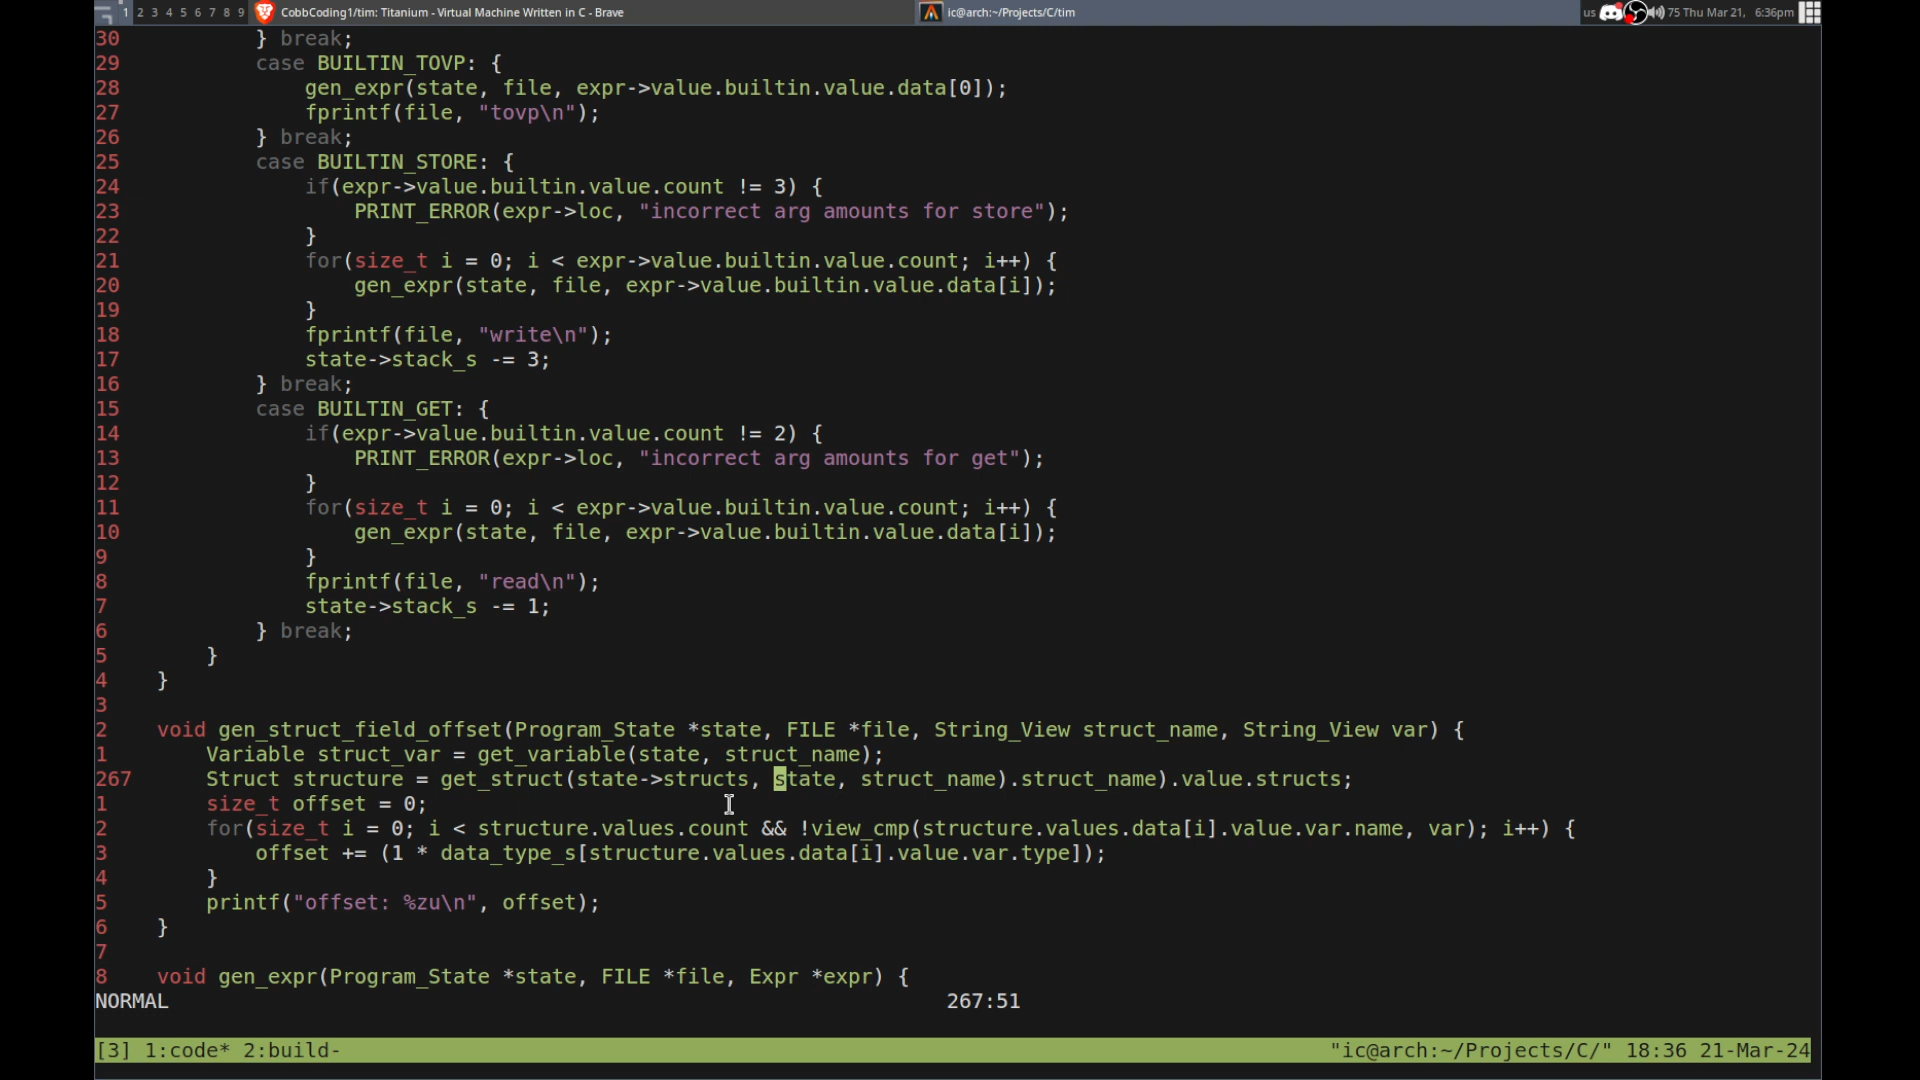 1 2 3 4 5 6 7 8 9 CobbCoding1/tim: Titanium - Virtual Machine Written in C - Brave ic@arch:~/Projects/C/tim us 75 Thu Mar 21, 6:36pm
30 } break;
29 case BUILTIN_TOVP: {
28 gen_expr(state, file, expr->value.builtin.value.data[0]);
27 fprintf(file, "tovp\n");
26 } break;
25 case BUILTIN_STORE: {
24 if(expr->value.builtin.value.count != 3) {
23 PRINT_ERROR(expr->loc, "incorrect arg amounts for store");
22 }
21 for(size_t i = 0; i < expr->value.builtin.value.count; i++) {
20 gen_expr(state, file, expr->value.builtin.value.data[i]);
19 }
18 fprintf(file, "write\n");
17 state->stack_s -= 3;
16 } break;
15 case BUILTIN_GET: {
14 if(expr->value.builtin.value.count != 2) {
13 PRINT_ERROR(expr->loc, "incorrect arg amounts for get");
12 }
11 for(size_t i = 0; i < expr->value.builtin.value.count; i++) {
10 gen_expr(state, file, expr->value.builtin.value.data[i]);
9 }
8 fprintf(file, "read\n");
7 state->stack_s -= 1;
6 } break;
5 }
4 }
3
2 void gen_struct_field_offset(Program_State *state, FILE *file, String_View struct_name, String_View var) {
1 Variable struct_var = get_variable(state, struct_name);
267 Struct structure = get_struct(state->structs, state, struct_name).struct_name).value.structs;
1 size_t offset = 0;
2 for(size_t i = 0; i < structure.values.count && !view_cmp(structure.values.data[i].value.var.name, var); i++) {
3 offset += (1 * data_type_s[structure.values.data[i].value.var.type]);
4 }
5 printf("offset: %zu\n", offset);
6 }
7
8 void gen_expr(Program_State *state, FILE *file, Expr *expr) {
NORMAL 267:51
[3] 1:code* 2:build- "ic@arch:~/Projects/C/" 18:36 21-Mar-24